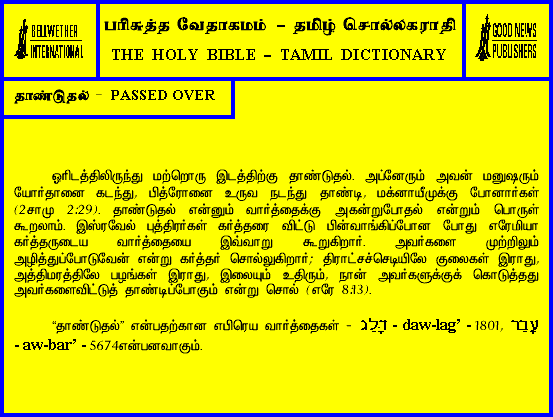 BELLWETHER
INTERNATIONAL
பரிசுத்த வேதாகமம் – தமிழ் சொல்லகராதி
THE HOLY BIBLE – TAMIL DICTIONARY
GOOD NEWS
PUBLISHERS
தாண்டுதல் – PASSED OVER
ஓரிடத்திலிருந்து மற்றொரு இடத்திற்கு தாண்டுதல். அப்னேரும் அவன் மனுஷரும்
யோர்தானை கடந்து, பித்ரோனை உருவ நடந்து தாண்டி, மக்னாயீமுக்கு போனார்கள்
(2சாமு 2:29). தாண்டுதல் என்னும் வார்த்தைக்கு அகன்றுபோதல் என்றும் பொருள்
கூறலாம். இஸ்ரவேல் புத்திரர்கள் கர்த்தரை விட்டு பின்வாங்கிப்போன போது எரேமியா
கர்த்தருடைய வார்த்தையை இவ்வாறு கூறுகிறார். அவர்களை முற்றிலும்
அழித்துப்போடுவேன் என்று கர்த்தர் சொல்லுகிறார்; திராட்சச்செடியிலே குலைகள் இராது,
அத்திமரத்திலே பழங்கள் இராது, இலையும் உதிரும், நான் அவர்களுக்குக் கொடுத்தது
அவர்களைவிட்டுத் தாண்டிப்போகும் என்று சொல் (எரே 8:13).
“தாண்டுதல்” என்பதற்கான எபிரெய வார்த்தைகள் - דָּלַג - daw-lag’ - 1801, עָבַר
- aw-bar’ - 5674என்பனவாகும்.